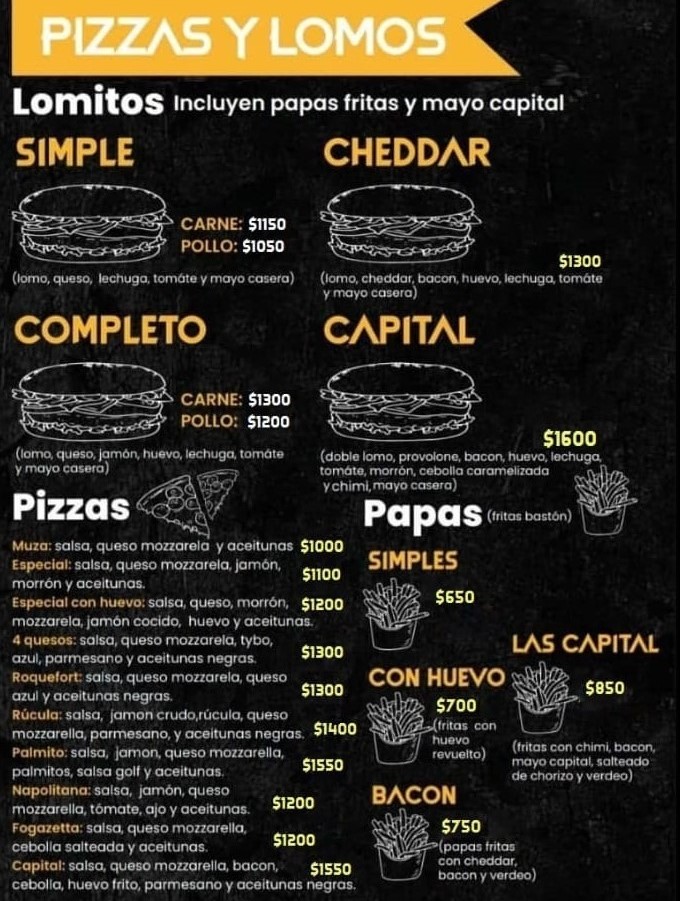 PIZZAS Y LOMOS
Lomitos Incluyen papas fritas y mayo capital
SIMPLE
CARNE: $1150
POLLO: $1050
(lomo, queso, lechuga, tomáte y mayo casera)
CHEDDAR
$1300
(lomo, cheddar, bacon, huevo, lechuga, tomáte
y mayo casera)
COMPLETO
CARNE: $1300
POLLO: $1200
(lomo, queso, jamón, huevo, lechuga, tomáte
y mayo casera)
CAPITAL
$1600
(doble lomo, provolone, bacon, huevo, lechuga,
tomáte, morrón, cebolla caramelizada
y chimi, mayo casera)
Pizzas
Muza: salsa, queso mozzarela y aceitunas $1000
Especial: salsa, queso mozzarela, jamón,
morrón y aceitunas. $1100
Especial con huevo: salsa, queso, morrón, $1200
mozzarela, jamón cocido, huevo y aceitunas.
4 quesos: salsa, queso mozzarela, tybo,
azul, parmesano y aceitunas negras. $1300
Roquefort: salsa, queso mozzarela, queso
azul y aceitunas negras. $1300
Rúcula: salsa, jamon crudo,rúcula, queso
mozzarella, parmesano, y aceitunas negras. $1400
Palmito: salsa, jamon, queso mozzarella,
palmitos, salsa golf y aceitunas. $1550
Napolitana: salsa, jamón, queso
mozzarella, tómate, ajo y aceitunas. $1200
Fogazetta: salsa, queso mozzarella,
cebolla salteada y aceitunas. $1200
Capital: salsa, queso mozzarella, bacon, $1550
cebolla, huevo frito, parmesano y aceitunas negras.
Papas (fritas bastón)
SIMPLES
$650
LAS CAPITAL
$850
(fritas con chimi, bacon,
mayo capital, salteado
de chorizo y verdeo)
CON HUEVO
$700
(fritas con
huevo
revuelto)
BACON
$750
(papas fritas
con cheddar,
bacon y verdeo)